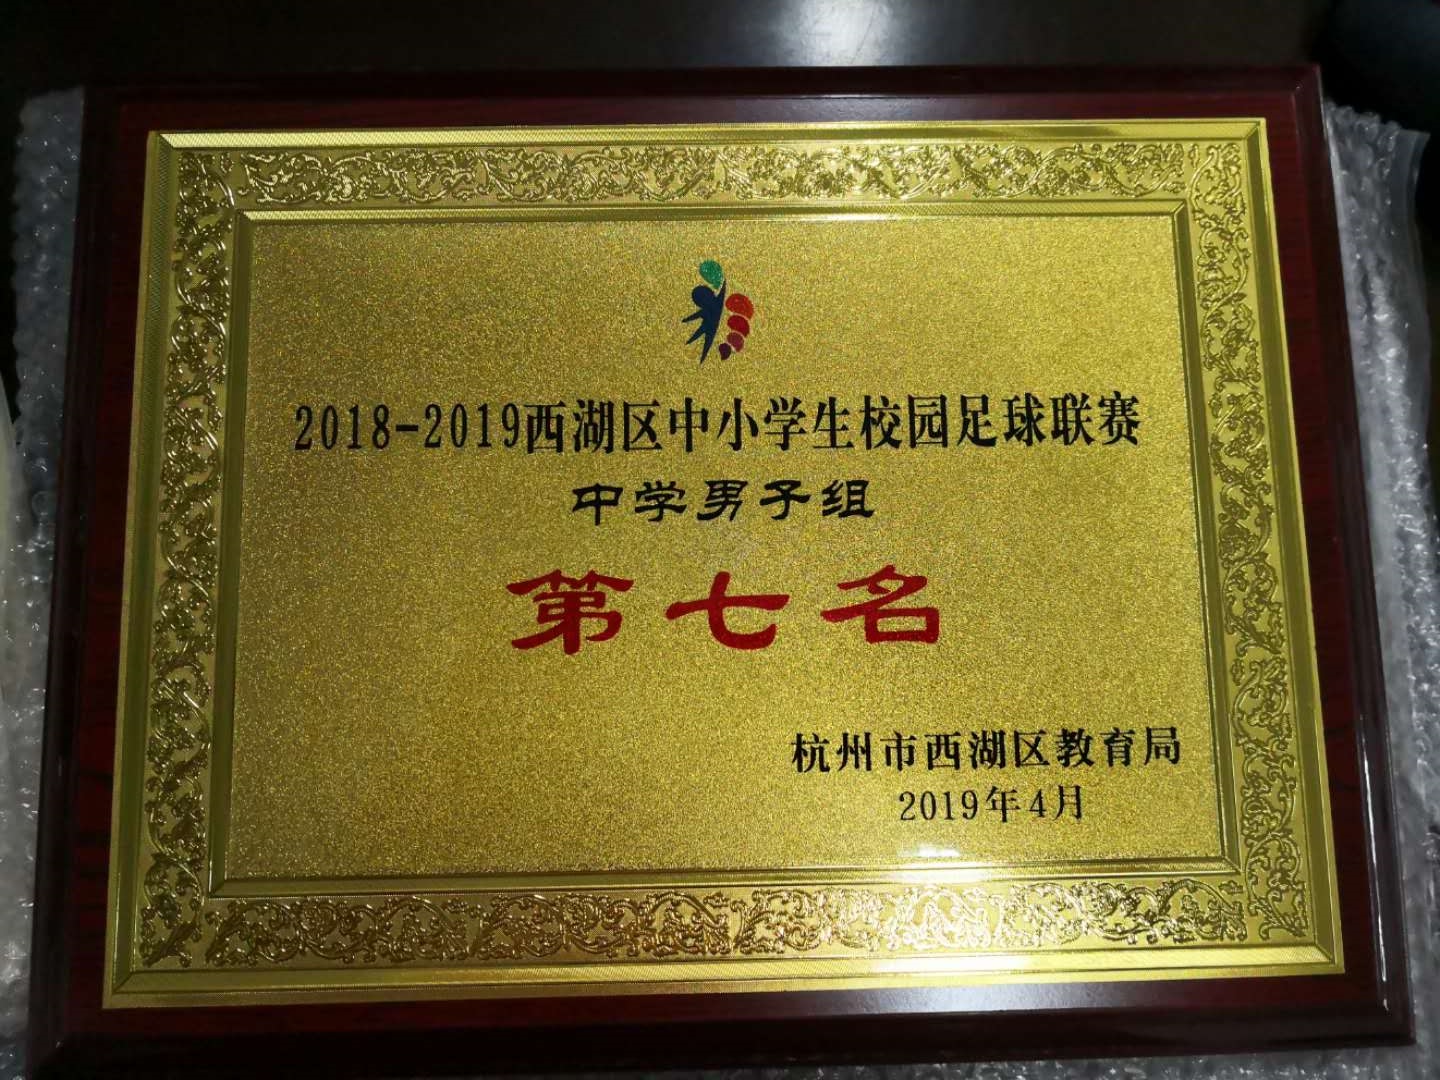 2018-2019西湖区中小学生校园足球联赛
中学男子组
第七名
杭州市西湖区教育局
2019年4月